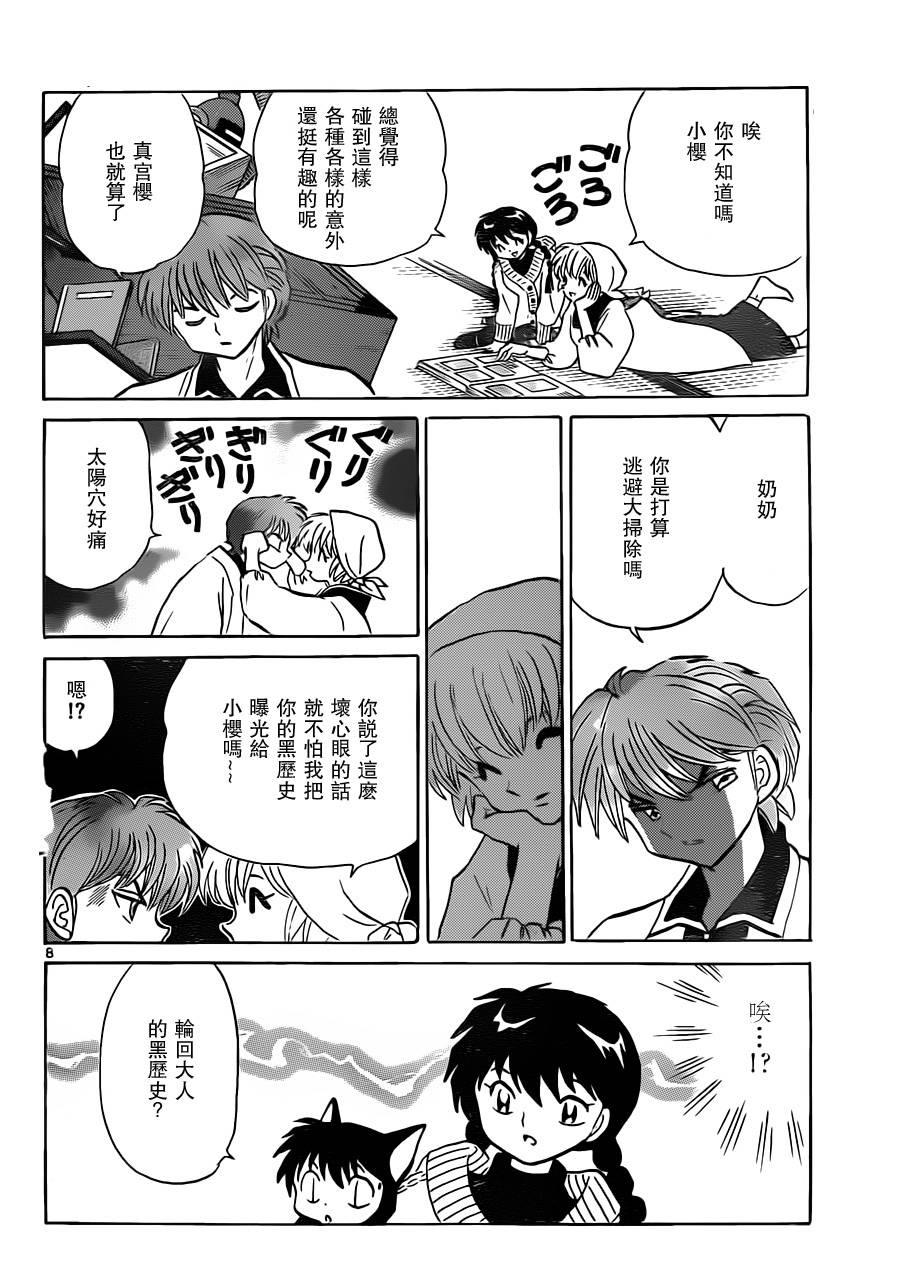 唉
你不知道嗎
小櫻
ごろ
ごろ
總覺得
碰到這樣
各種各樣的意外
還挺有趣的呢
真宮櫻
也就算了
奶奶
你是打算
逃避大掃除嗎
ぐり
ぐり
ぎり
ぎり
太陽穴好痛
你說了這麼
壞心眼的話
就不怕我把
你的黑歷史
曝光給
小櫻嗎~~
嗯!?
8
唉…!?
輪回大人
的黑歷史?